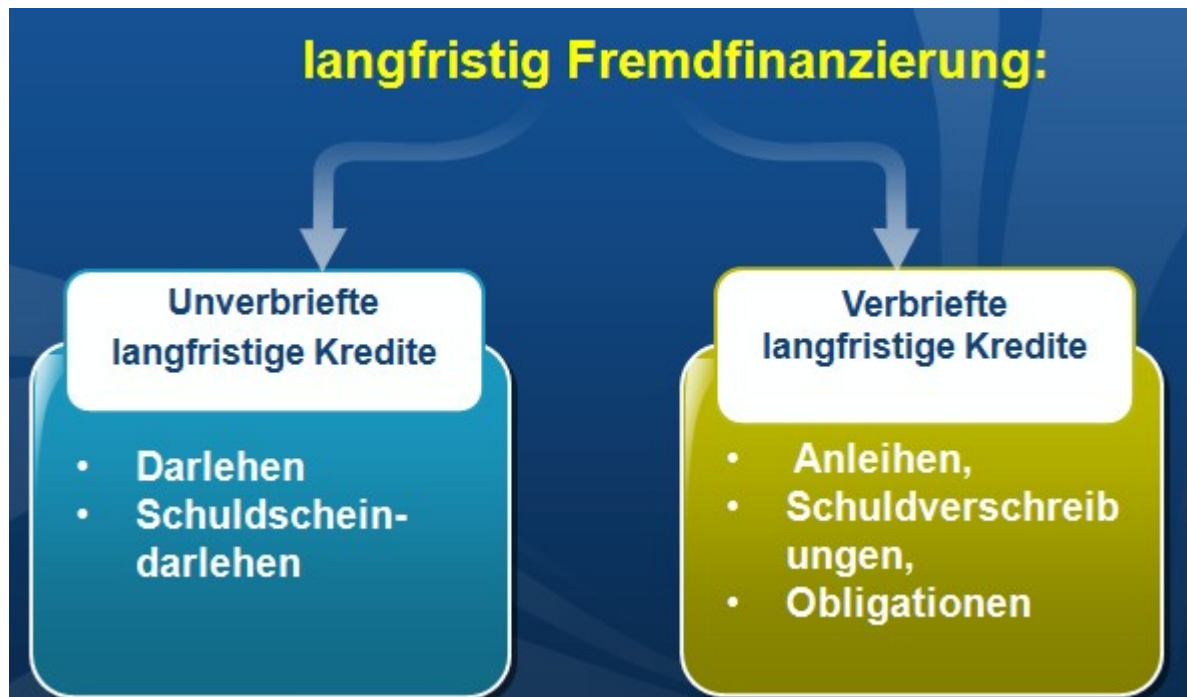 langfristig Fremdfinanzierung:
Unverbriefte
langfristige Kredite
• Darlehen
• Schuldschein-
darlehen
Verbriefte
langfristige Kredite
• Anleihen,
• Schuldverschreib
ungen,
• Obligationen